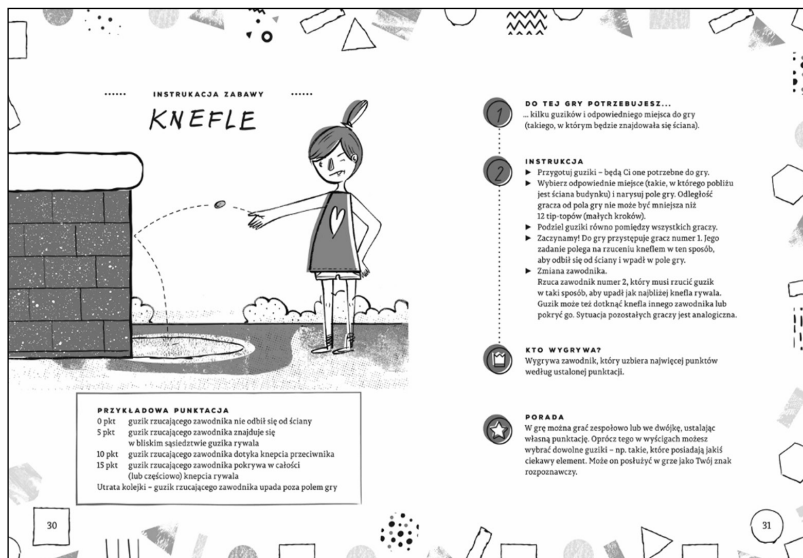 INSTRUKACJA ZABAWY
KNEFLE
PRZYKŁADOWA PUNKTACJA
0 pkt guzik rzucającego zawodnika nie odbił się od ściany
5 pkt guzik rzucającego zawodnika znajduje się
w bliskim sąsiedztwie guzika rywala
10 pkt guzik rzucającego zawodnika dotyka knepcia przeciwnika
15 pkt guzik rzucającego zawodnika pokrywa w całości
(lub częściowo) knepcia rywala
Utrata kolejki – guzik rzucającego zawodnika upada poza polem gry
30
1
DO TEJ GRY POTRZEBUJESZ...
... kilku guzików i odpowiedniego miejsca do gry
(takiego, w którym będzie znajdowała się ściana).
2
INSTRUKCJA
► Przygotuj guziki – będą Ci one potrzebne do gry.
► Wybierz odpowiednie miejsce (takie, w którego pobliżu
jest ściana budynku) i narysuj pole gry. Odległość
gracza od pola gry nie może być mniejsza niż
12 tip-topów (małych kroków).
► Podziel guziki równo pomiędzy wszystkich graczy.
► Zaczynamy! Do gry przystępuje gracz numer 1. Jego
zadanie polega na rzuceniu kneflem w ten sposób,
aby odbił się od ściany i wpadł w pole gry.
► Zmiana zawodnika.
Rzuca zawodnik numer 2, który musi rzucić guzik
w taki sposób, aby upadł jak najbliżej knefla rywala.
Guzik może też dotknąć knefla innego zawodnika lub
pokryć go. Sytuacja pozostałych graczy jest analogiczna.
KTO WYGRYWA?
Wygrywa zawodnik, który uzbiera najwięcej punktów
według ustalonej punktacji.
PORADA
W grę można grać zespołowo lub we dwójkę, ustalając
własną punktację. Oprócz tego w wyścigach możesz
wybrać dowolne guziki – np. takie, które posiadają jakiś
ciekawy element. Może on posłużyć w grze jako Twój znak
rozpoznawczy.
31